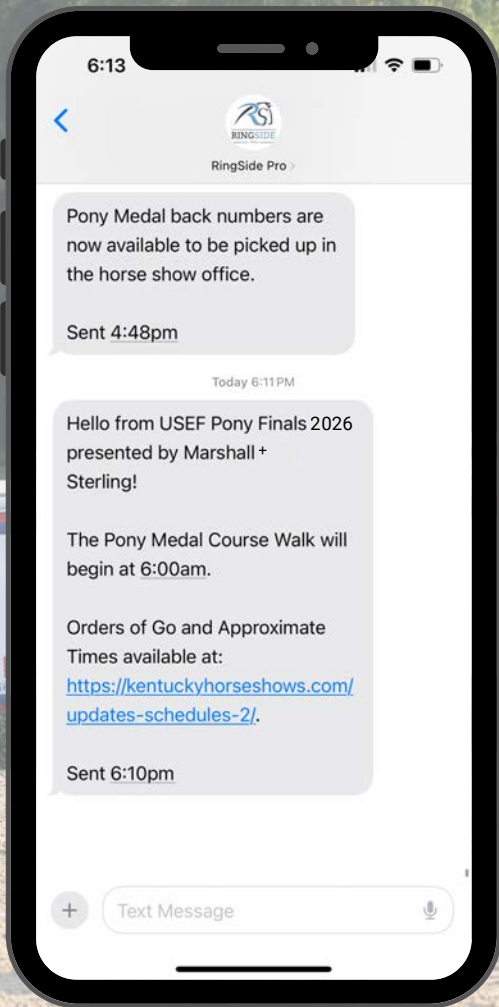 6:13
RS
RINGSIDE
RingSide Pro
Pony Medal back numbers are
now available to be picked up in
the horse show office.
Sent 4:48pm
Today 6:11 PM
Hello from USEF Pony Finals 2026
presented by Marshall +
Sterling!
The Pony Medal Course Walk will
begin at 6:00am.
Orders of Go and Approximate
Times available at:
https://kentuckyhorseshows.com/
updates-schedules-2/.
Sent 6:10pm
Text Message